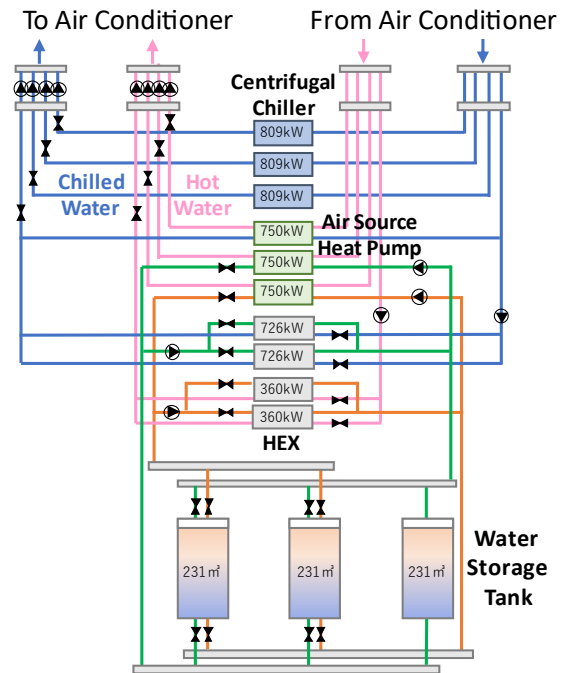 To Air Conditioner
From Air Conditioner
Centrifugal
Chiller
809kW
809kW
809kW
Chilled
Water
Hot
Water
Air Source
Heat Pump
750kW
750kW
750kW
726kW
726kW
360kW
360kW
HEX
231㎥
231㎥
231㎥
Water
Storage
Tank